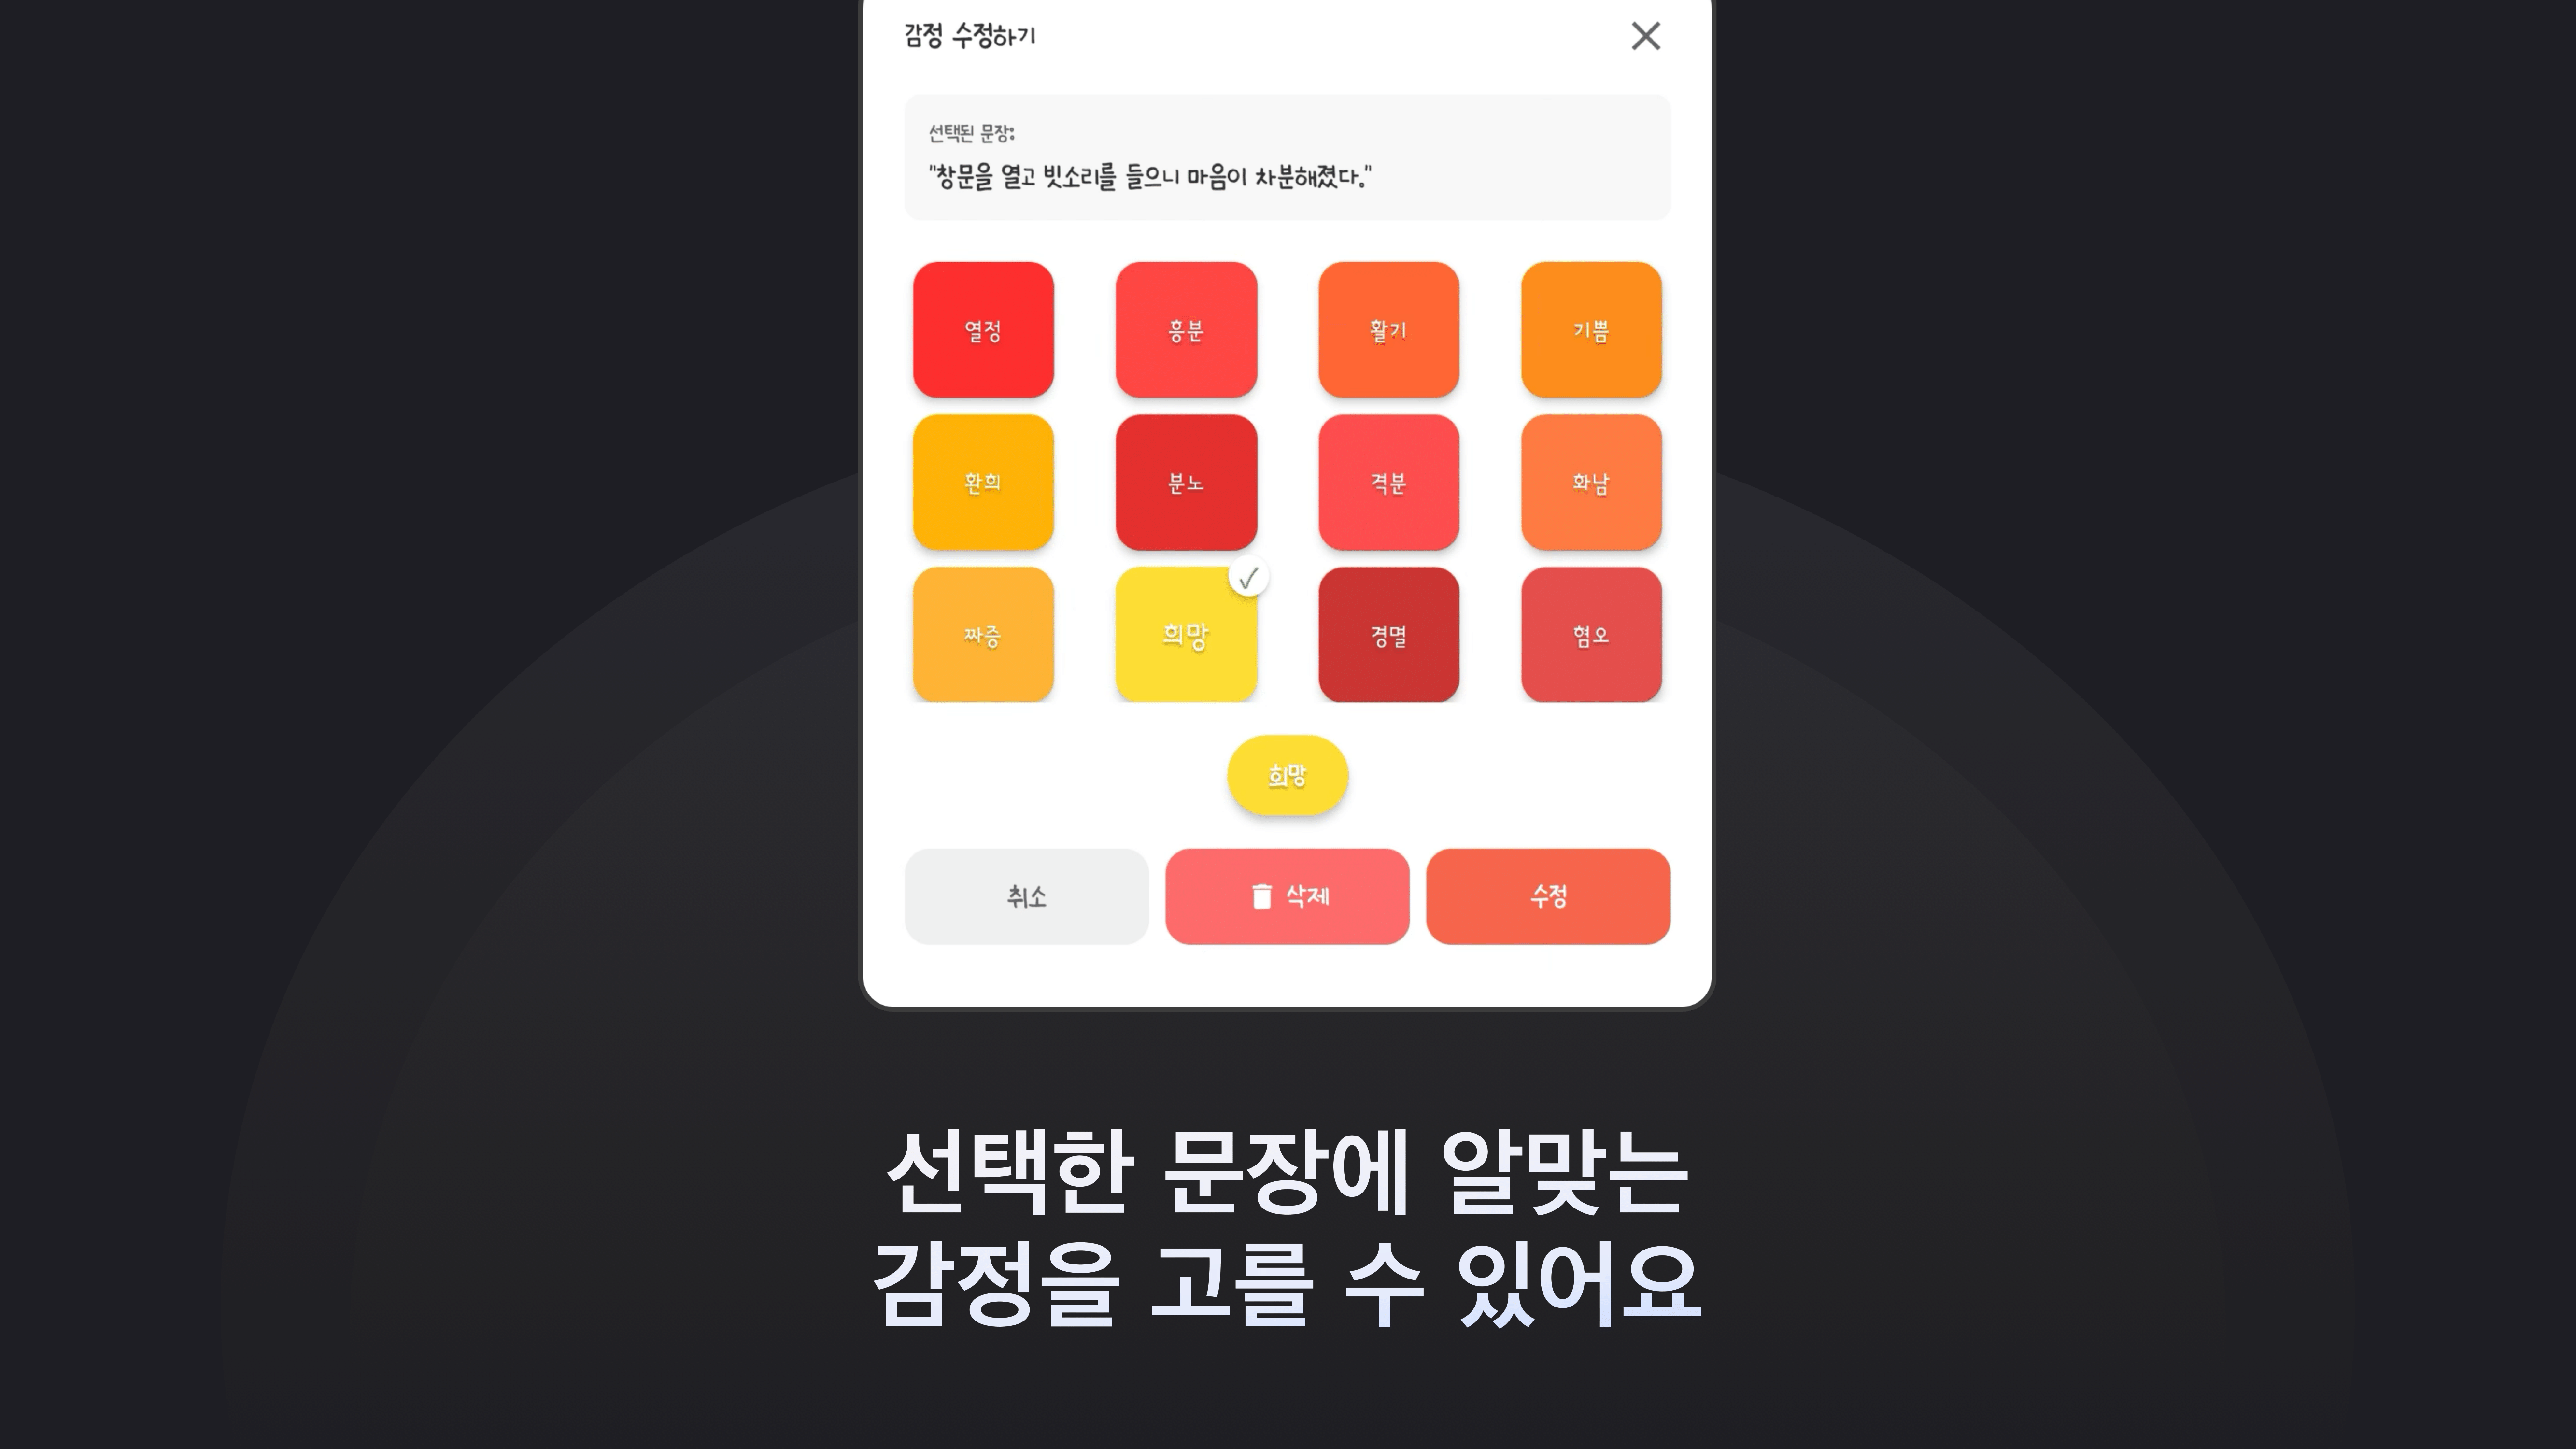 감정 수정하기
선택된 문장:
"창문을 열고 빗소리를 들으니 마음이 차분해졌다."
열정 흥분 활기 기쁨
환희 분노 격분 화남
짜증 희망 경멸 혐오
희망
취소 삭제 수정
선택한 문장에 알맞는
감정을 고를 수 있어요